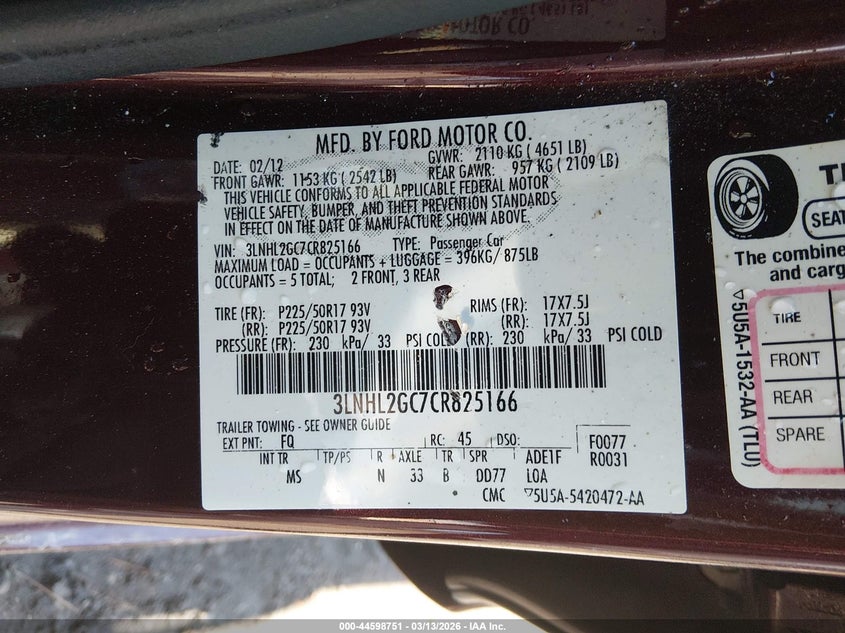 MOTOR CO.
MFD. BY FORD MOTOR CO.
DATE: 02/12 GVWR: 2110 KG ( 4651 LB)
FRONT GAWR: 1153 KG ( 2542 LB) REAR GAWR: 957 KG ( 2109 LB)
THIS VEHICLE CONFORMS TO ALL APPLICABLE FEDERAL MOTOR
VEHICLE SAFETY, BUMPER, AND THEFT PREVENTION STANDARDS
IN EFFECT ON THE DATE OF MANUFACTURE SHOWN ABOVE.
VIN: 3LNHL2GC7CR825166 TYPE: Passenger Car
MAXIMUM LOAD = OCCUPANTS + LUGGAGE = 396KG/ 875LB
OCCUPANTS = 5 TOTAL; 2 FRONT, 3 REAR
TIRE (FR): P225/50R17 93V RIMS (FR): 17X7.5J
(RR): P225/50R17 93V (RR): 17X7.5J
PRESSURE (FR): 230 kPa/ 33 PSI COLD (RR): 230 kPa/ 33 PSI COLD
3LNHL2GC7CR825166
TRAILER TOWING - SEE OWNER GUIDE
EXT PNT: FQ RC: 45 DSO: F0077
INT TR TP/PS R AXLE TR SPR ADE1F R0031
MS N 33 B DD77 LOA
CMC ▽5U5A-5420472-AA
SEAT
The combine
and carg
TIRE
FRONT
REAR
SPARE
▽5U5A-1532-AA (TLU)
000-44598751 — 03/13/2026 — IAA Inc.